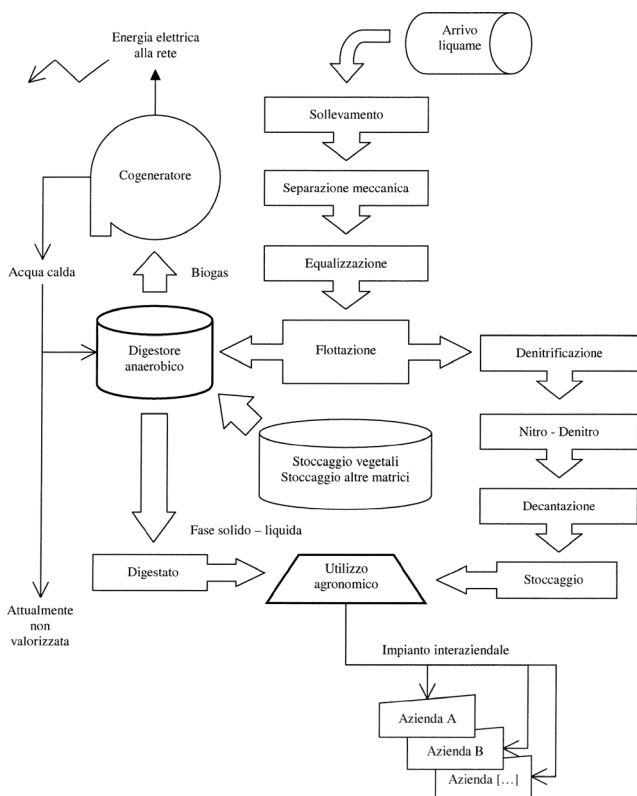 Energia elettrica
alla rete
Arrivo
liquame
Sollevamento
Cogeneratore
Separazione meccanica
Acqua calda
Biogas
Equalizzazione
Digestore
anaerobico
Flottazione
Denitrificazione
Stoccaggio vegetali
Stoccaggio altre matrici
Nitro - Denitro
Decantazione
Fase solido – liquida
Digestato
Utilizzo
agronomico
Stoccaggio
Attualmente
non
valorizzata
Impianto interaziendale
Azienda A
Azienda B
Azienda […]